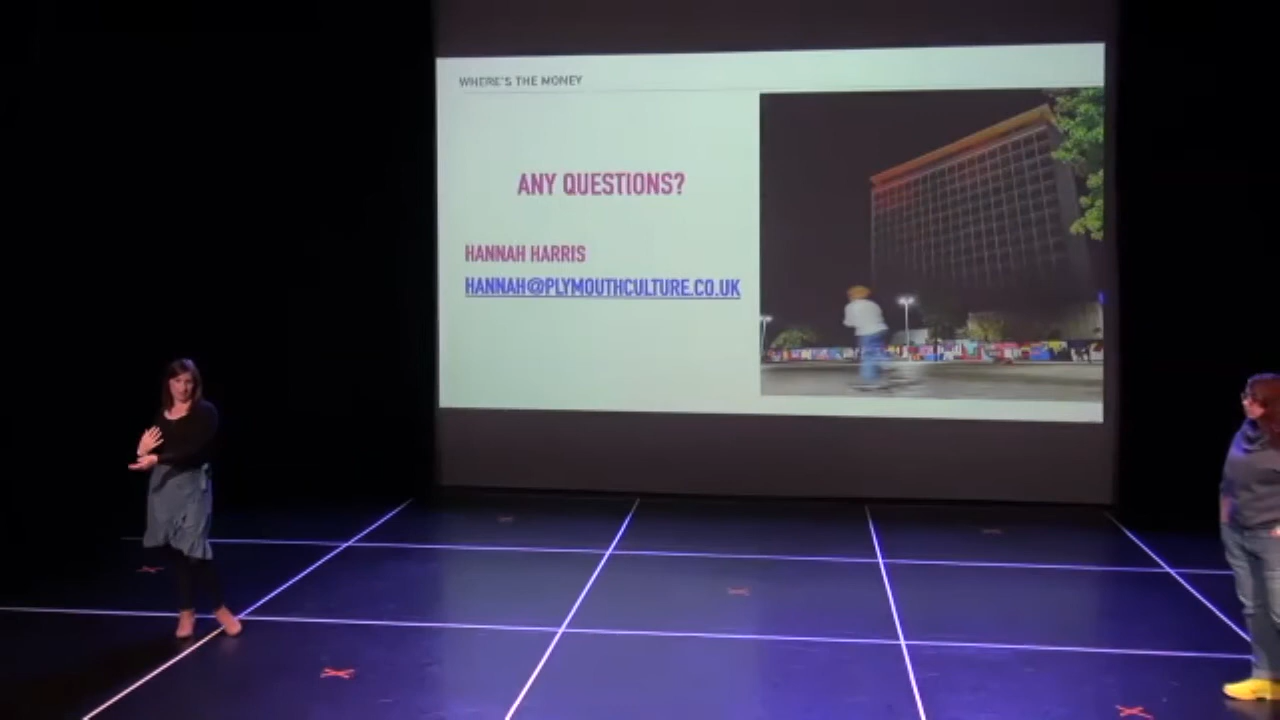 WHERE'S THE MONEY
ANY QUESTIONS?
HANNAH HARRIS
HANNAH@PLYMOUTHCULTURE.CO.UK